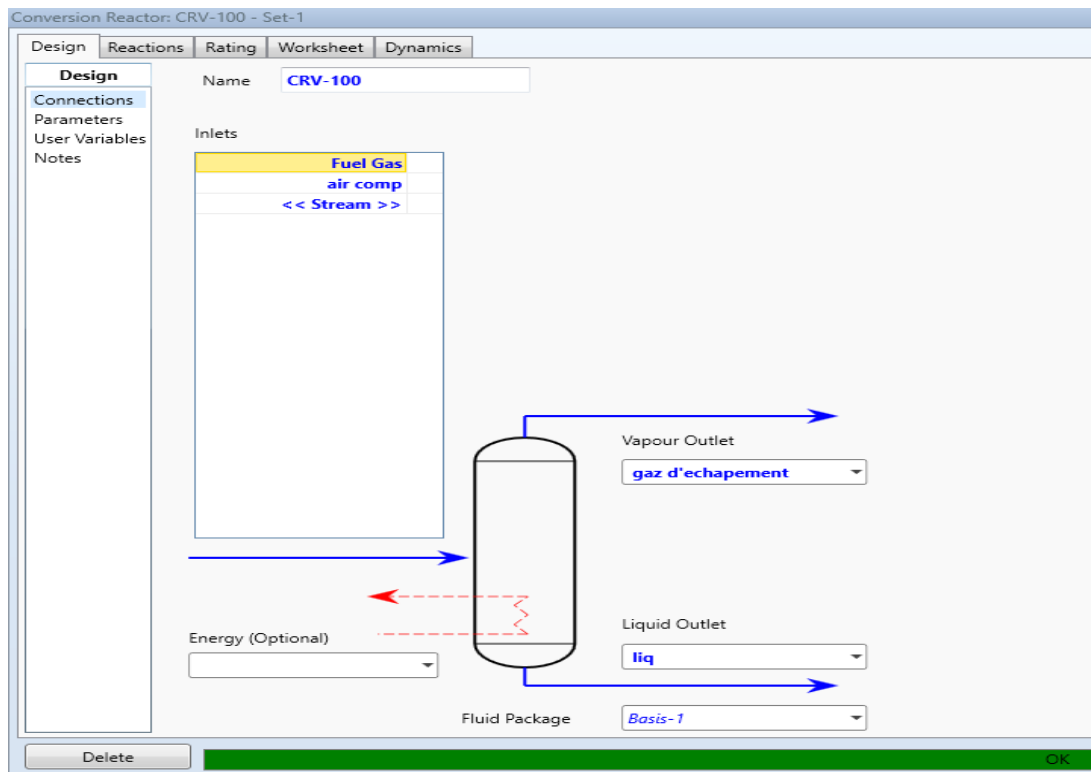 Conversion Reactor: CRV-100 - Set-1
Design Reactions Rating Worksheet Dynamics
Design
Connections
Parameters
User Variables
Notes
Name CRV-100
Inlets
Fuel Gas
air comp
<< Stream >>
Vapour Outlet
gaz d'echapement
Energy (Optional)
Liquid Outlet
liq
Fluid Package Basis-1
Delete OK